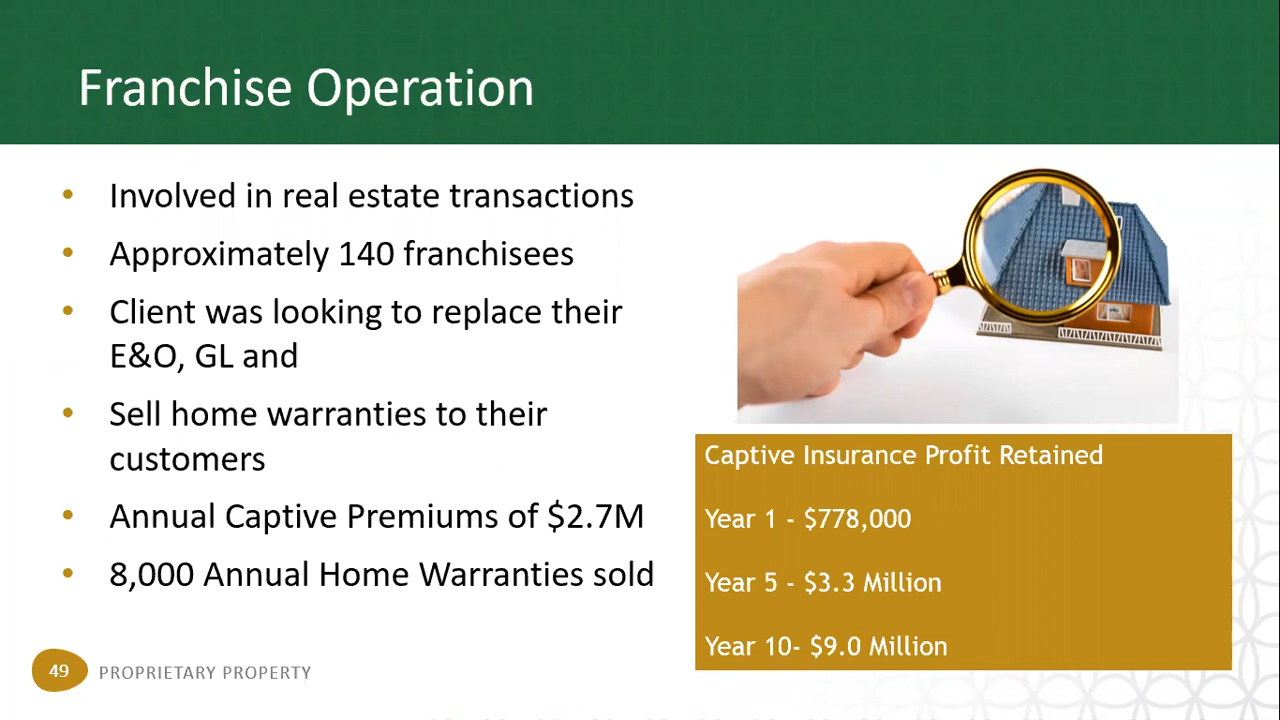 Franchise Operation
• Involved in real estate transactions
• Approximately 140 franchisees
• Client was looking to replace their
E&O, GL and
• Sell home warranties to their
customers
• Annual Captive Premiums of $2.7M
• 8,000 Annual Home Warranties sold
Captive Insurance Profit Retained
Year 1 - $778,000
Year 5 - $3.3 Million
Year 10- $9.0 Million
49 PROPRIETARY PROPERTY